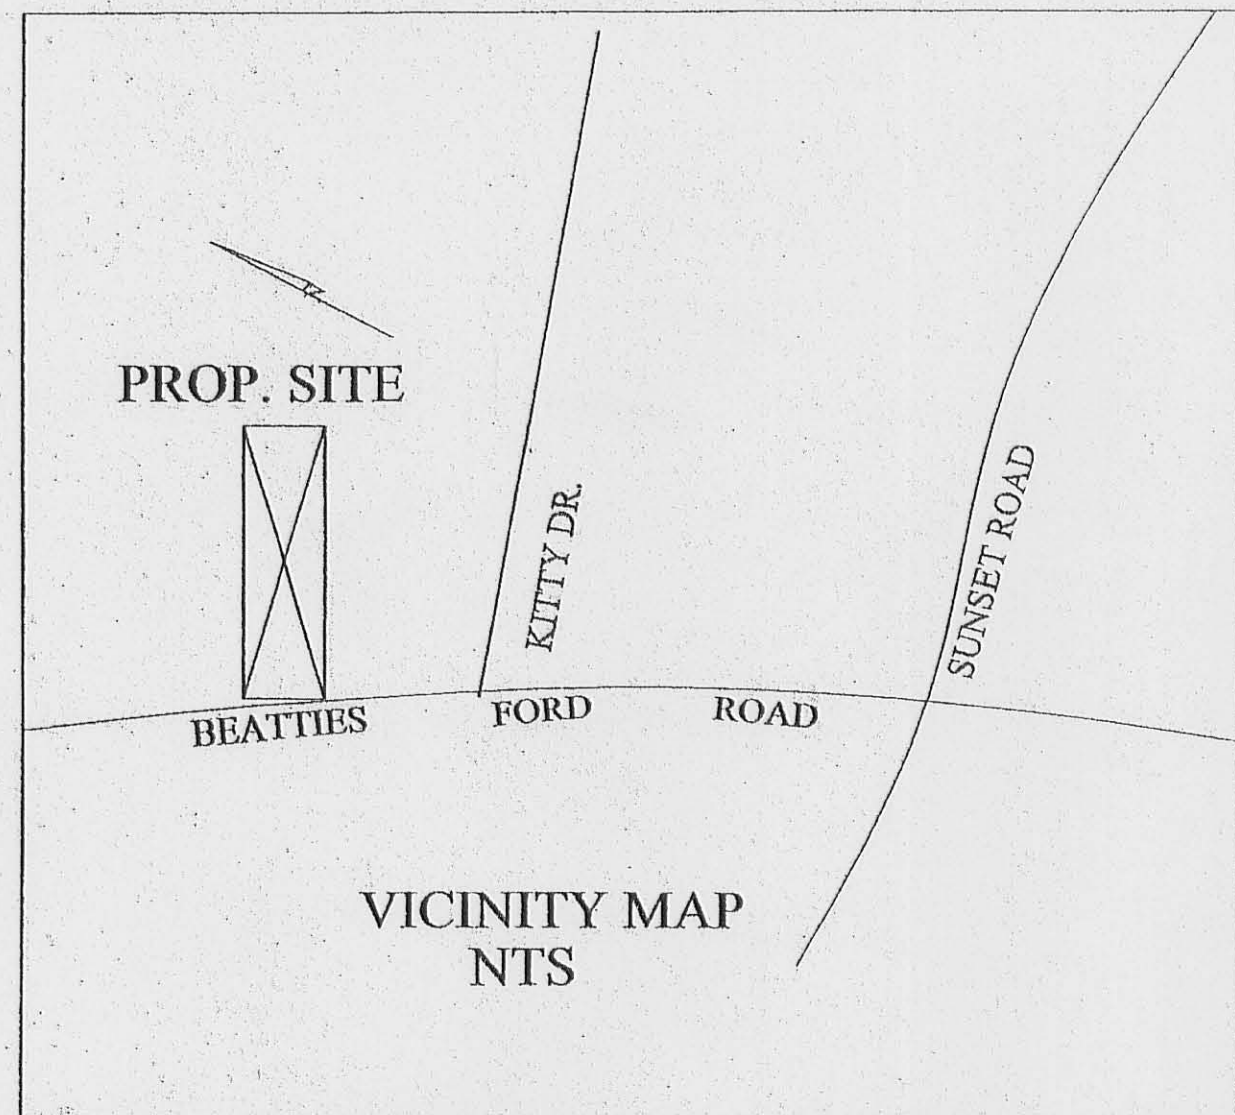 PROP. SITE
KITTY DR.
SUNSET ROAD
BEATTIES FORD ROAD
VICINITY MAP
NTS